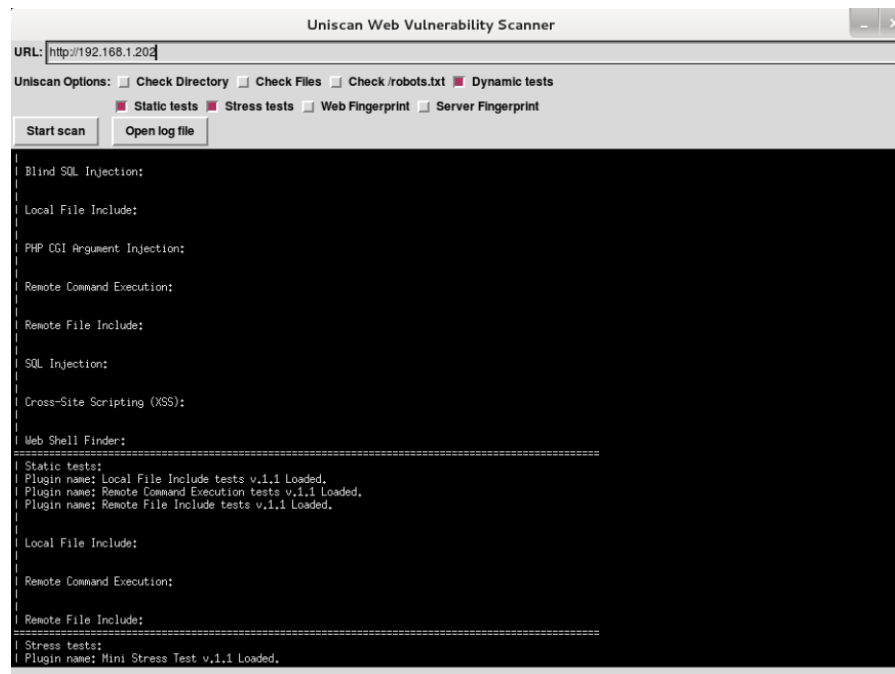 Uniscan Web Vulnerability Scanner
URL: http://192.168.1.202
Uniscan Options: Check Directory Check Files Check /robots.txt Dynamic tests
Static tests Stress tests Web Fingerprint Server Fingerprint
Start scan Open log file
|
| Blind SQL Injection:
|
|
| Local File Include:
|
|
| PHP CGI Argument Injection:
|
|
| Remote Command Execution:
|
|
| Remote File Include:
|
|
| SQL Injection:
|
|
| Cross-Site Scripting (XSS):
|
|
| Web Shell Finder:
===================================================================================================
| Static tests:
| Plugin name: Local File Include tests v.1.1 Loaded.
| Plugin name: Remote Command Execution tests v.1.1 Loaded.
| Plugin name: Remote File Include tests v.1.1 Loaded.
|
|
| Local File Include:
|
|
| Remote Command Execution:
|
|
| Remote File Include:
===================================================================================================
| Stress tests:
| Plugin name: Mini Stress Test v.1.1 Loaded.